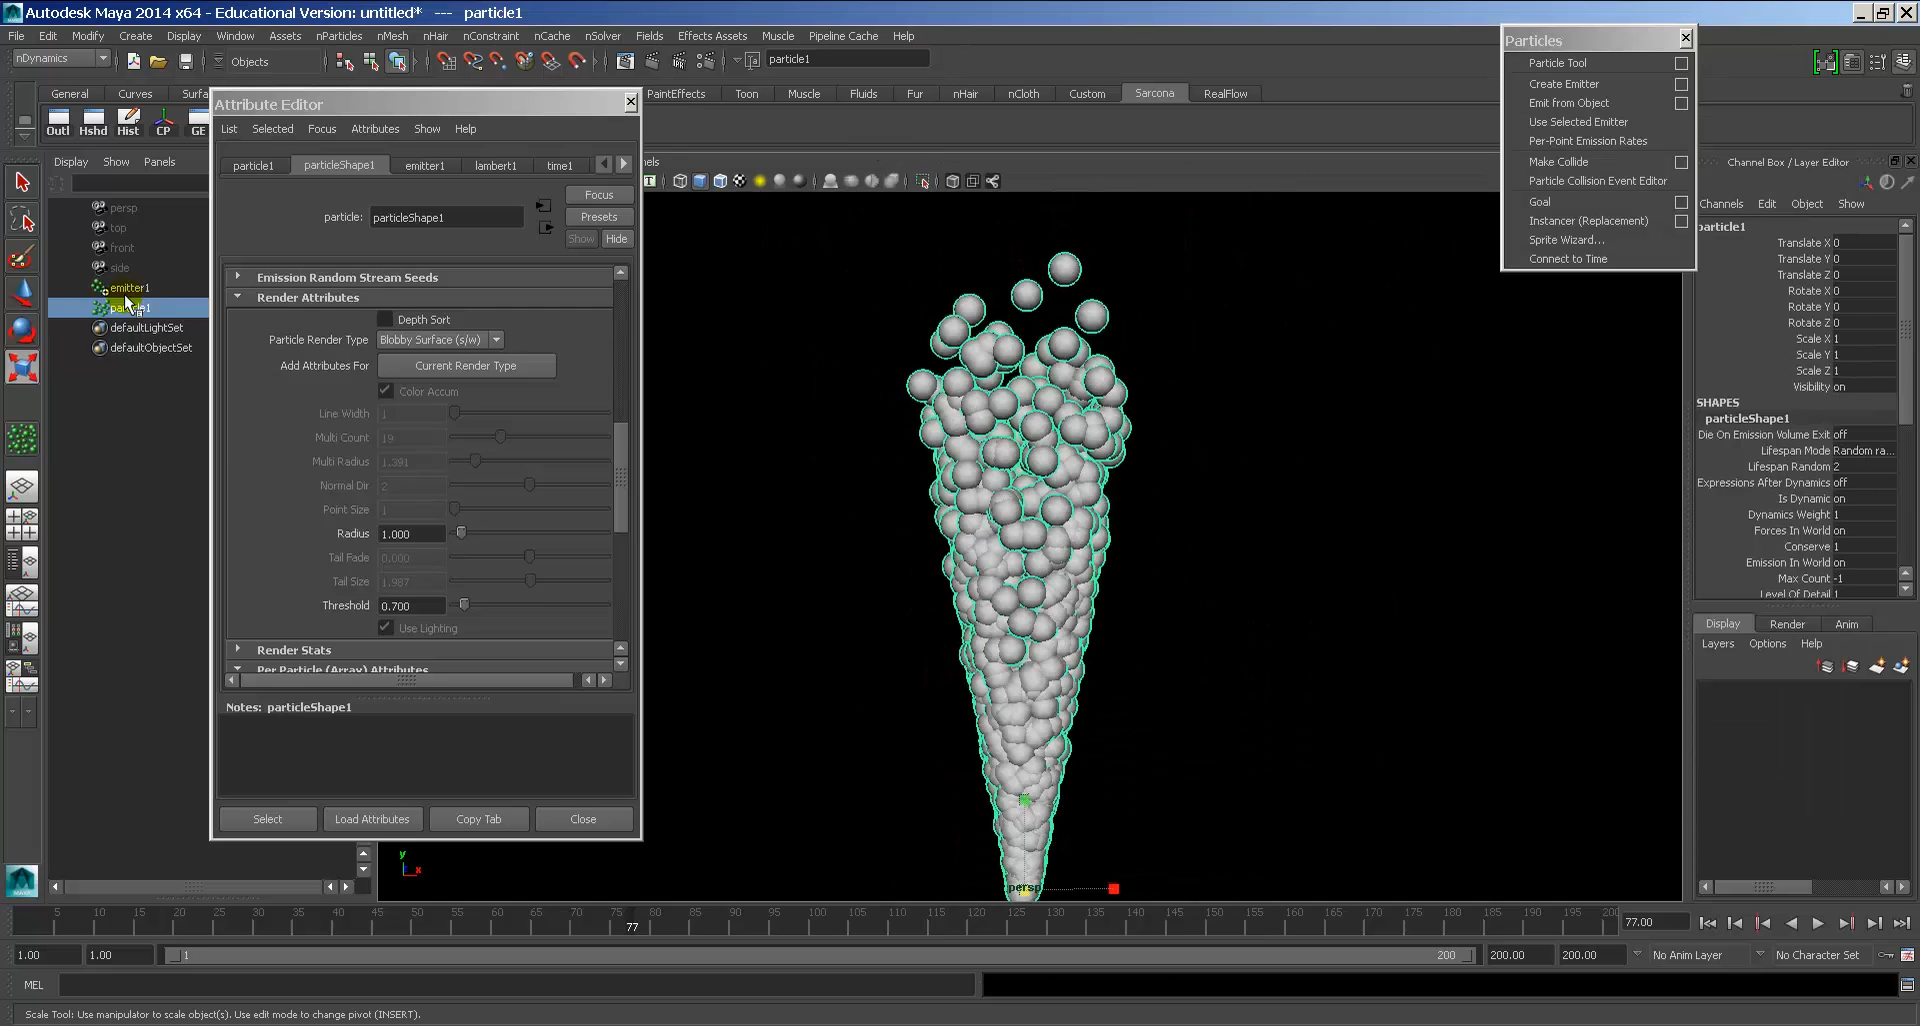 Autodesk Maya 2014 x64 - Educational Version: untitled*   ---   particle1
File Edit Modify Create Display Window Assets nParticles nMesh nHair nConstraint nCache nSolver Fields Effects Assets Muscle Pipeline Cache Help
nDynamics Objects particle1
General Curves Surfa PaintEffects Toon Muscle Fluids Fur nHair nCloth Custom Sarcona RealFlow
Outl Hshd Hist CP GE
Display Show Panels
persp
top
front
side
emitter1
defaultLightSet
defaultObjectSet
Attribute Editor
List Selected Focus Attributes Show Help
particle1 particleShape1 emitter1 lambert1 time1
Focus
particle: particleShape1 Presets
Show Hide
Emission Random Stream Seeds
Render Attributes
Depth Sort
Particle Render Type Blobby Surface (s/w)
Add Attributes For Current Render Type
Color Accum
Line Width 1
Multi Count 19
Multi Radius 1.391
Normal Dir 2
Point Size 1
Radius 1.000
Tail Fade 0.000
Tail Size 1.987
Threshold 0.700
Use Lighting
Render Stats
Per Particle (Array) Attributes
Notes: particleShape1
Select Load Attributes Copy Tab Close
nels
persp
y
x
Particles
Particle Tool
Create Emitter
Emit from Object
Use Selected Emitter
Per-Point Emission Rates
Make Collide
Particle Collision Event Editor
Goal
Instancer (Replacement)
Sprite Wizard...
Connect to Time
Channel Box / Layer Editor
Channels Edit Object Show
particle1
Translate X 0
Translate Y 0
Translate Z 0
Rotate X 0
Rotate Y 0
Rotate Z 0
Scale X 1
Scale Y 1
Scale Z 1
Visibility on
SHAPES
particleShape1
Die On Emission Volume Exit off
Lifespan Mode Random ra...
Lifespan Random 2
Expressions After Dynamics off
Is Dynamic on
Dynamics Weight 1
Forces In World on
Conserve 1
Emission In World on
Max Count -1
Level Of Detail 1
Display Render Anim
Layers Options Help
5 10 15 20 25 30 35 40 45 50 55 60 65 70 75 80 85 90 95 100 105 110 115 120 125 130 135 140 145 150 155 160 165 170 175 180 185 190 195 200
77
77.00
1.00 1.00 1 200 200.00 200.00 No Anim Layer No Character Set
MEL
Scale Tool: Use manipulator to scale object(s). Use edit mode to change pivot (INSERT).